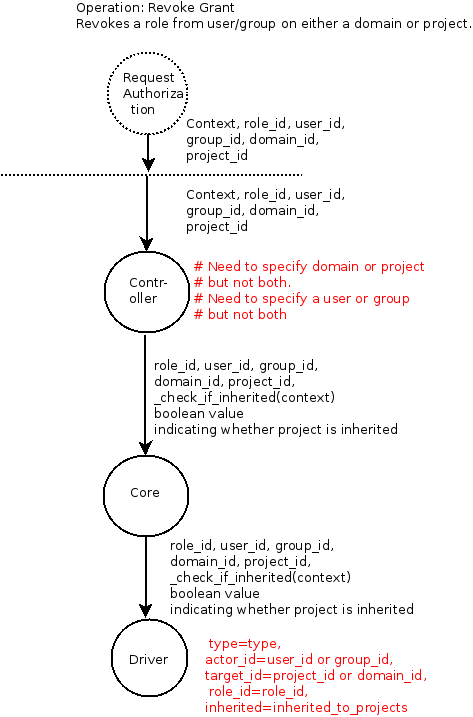 Operation: Revoke Grant
Revokes a role from user/group on either a domain or project.
Request
Authoriza
tion
Context, role_id, user_id,
group_id, domain_id,
project_id
Context, role_id, user_id,
group_id, domain_id,
project_id
Contr-
oller
# Need to specify domain or project
# but not both.
# Need to specify a user or group
# but not both
role_id, user_id, group_id,
domain_id, project_id,
_check_if_inherited(context)
boolean value
indicating whether project is inherited
Core
role_id, user_id, group_id,
domain_id, project_id,
_check_if_inherited(context)
boolean value
indicating whether project is inherited
Driver
type=type,
actor_id=user_id or group_id,
target_id=project_id or domain_id,
role_id=role_id,
inherited=inherited_to_projects